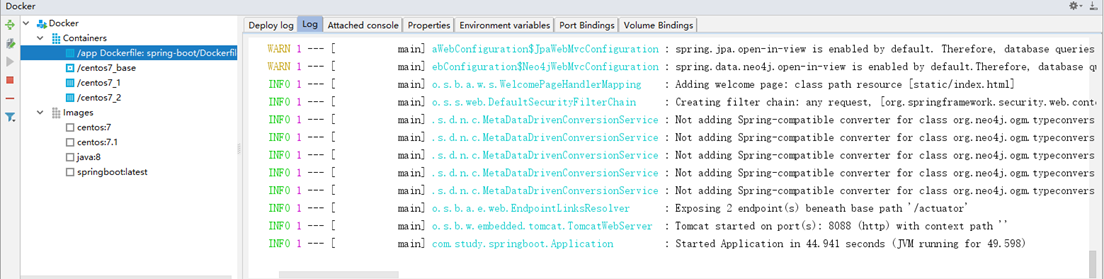 Docker
Docker
Containers
/app Dockerfile: spring-boot/Dockerfil
/centos7_base
/centos7_1
/centos7_2
Images
centos:7
centos:7.1
java:8
springboot:latest
Deploy log Log Attached console Properties Environment variables Port Bindings Volume Bindings
WARN 1 --- [ main] aWebConfiguration$JpaWebMvcConfiguration : spring.jpa.open-in-view is enabled by default. Therefore, database queries
WARN 1 --- [ main] ebConfiguration$Neo4jWebConfiguration : spring.data.neo4j.open-in-view is enabled by default.Therefore, database qu
INFO 1 --- [ main] o.s.b.a.w.s.WelcomePageHandlerMapping : Adding welcome page: class path resource [static/index.html]
INFO 1 --- [ main] o.s.s.web.DefaultSecurityFilterChain : Creating filter chain: any request, [org.springframework.security.web.conte
INFO 1 --- [ main] .s.d.n.c.MetaDataDrivenConversionService : Not adding Spring-compatible converter for class org.neo4j.ogm.typeconvers
INFO 1 --- [ main] .s.d.n.c.MetaDataDrivenConversionService : Not adding Spring-compatible converter for class org.neo4j.ogm.typeconvers
INFO 1 --- [ main] .s.d.n.c.MetaDataDrivenConversionService : Not adding Spring-compatible converter for class org.neo4j.ogm.typeconvers
INFO 1 --- [ main] .s.d.n.c.MetaDataDrivenConversionService : Not adding Spring-compatible converter for class org.neo4j.ogm.typeconvers
INFO 1 --- [ main] .s.d.n.c.MetaDataDrivenConversionService : Not adding Spring-compatible converter for class org.neo4j.ogm.typeconvers
INFO 1 --- [ main] o.s.b.a.e.web.EndpointLinksResolver : Exposing 2 endpoint(s) beneath base path '/actuator'
INFO 1 --- [ main] o.s.b.w.embedded.tomcat.TomcatWebServer : Tomcat started on port(s): 8088 (http) with context path ''
INFO 1 --- [ main] com.study.springboot.Application : Started Application in 44.941 seconds (JVM running for 49.598)